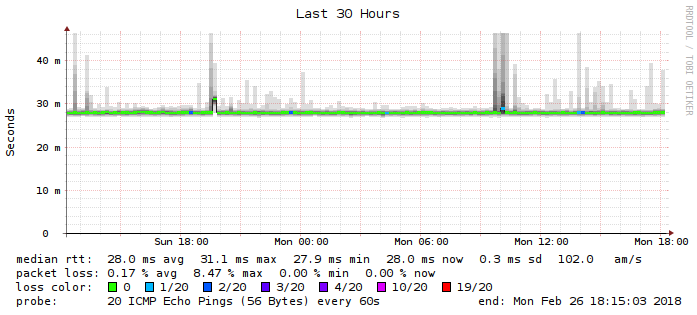 Last 30 Hours
RRDTOOL / TOBI OETIKER
Seconds
40 m
30 m
20 m
10 m
0
Sun 18:00 Mon 00:00 Mon 06:00 Mon 12:00 Mon 18:00
median rtt: 28.0 ms avg 31.1 ms max 27.9 ms min 28.0 ms now 0.3 ms sd 102.0 am/s
packet loss: 0.17 % avg 8.47 % max 0.00 % min 0.00 % now
loss color: 0 1/20 2/20 3/20 4/20 10/20 19/20
probe: 20 ICMP Echo Pings (56 Bytes) every 60s end: Mon Feb 26 18:15:03 2018